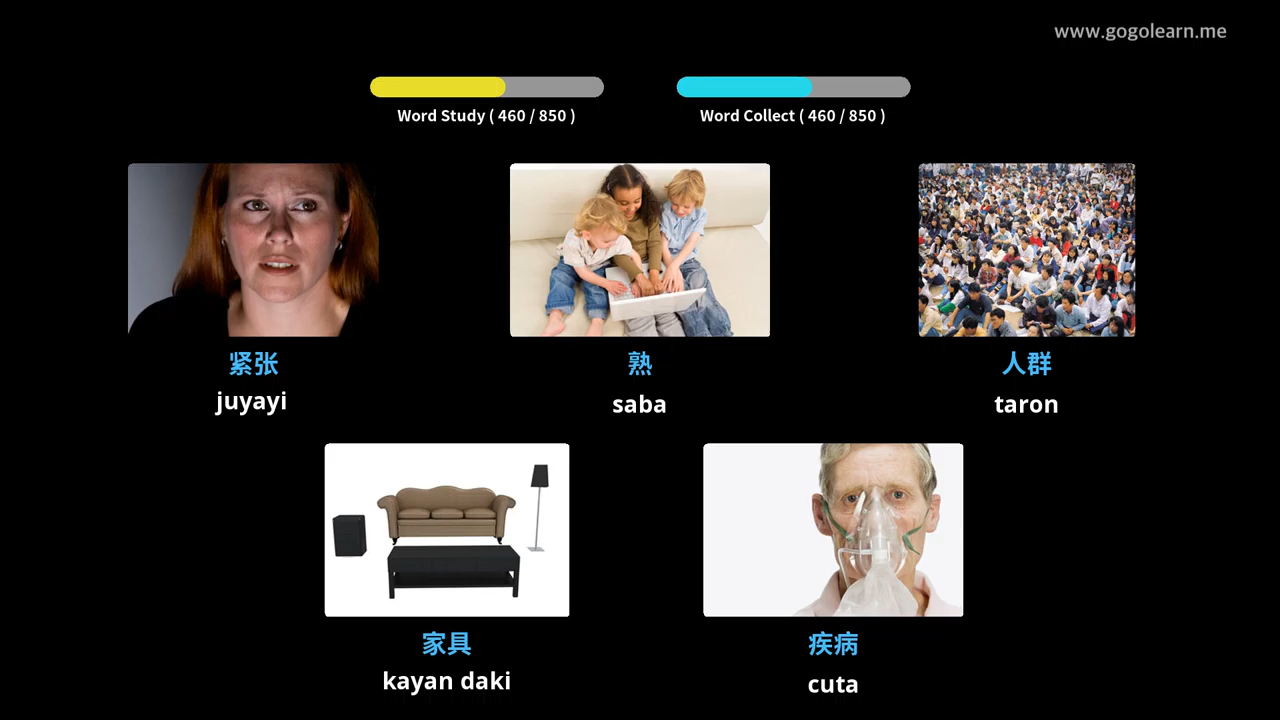 www.gogolearn.me
Word Study ( 460 / 850 )
Word Collect ( 460 / 850 )
紧张
juyayi
熟
saba
人群
taron
家具
kayan daki
疾病
cuta